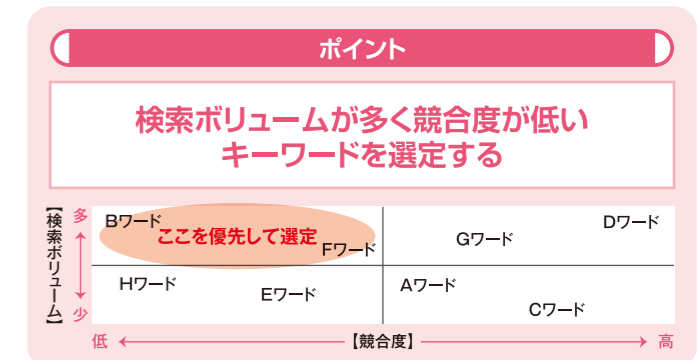 ポイント
検索ボリュームが多く競合度が低い
キーワードを選定する
【検索ボリューム】
多
少
Bワード
ここを優先して選定
Fワード
Gワード
Dワード
Hワード
Eワード
Aワード
Cワード
低
【競合度】
高